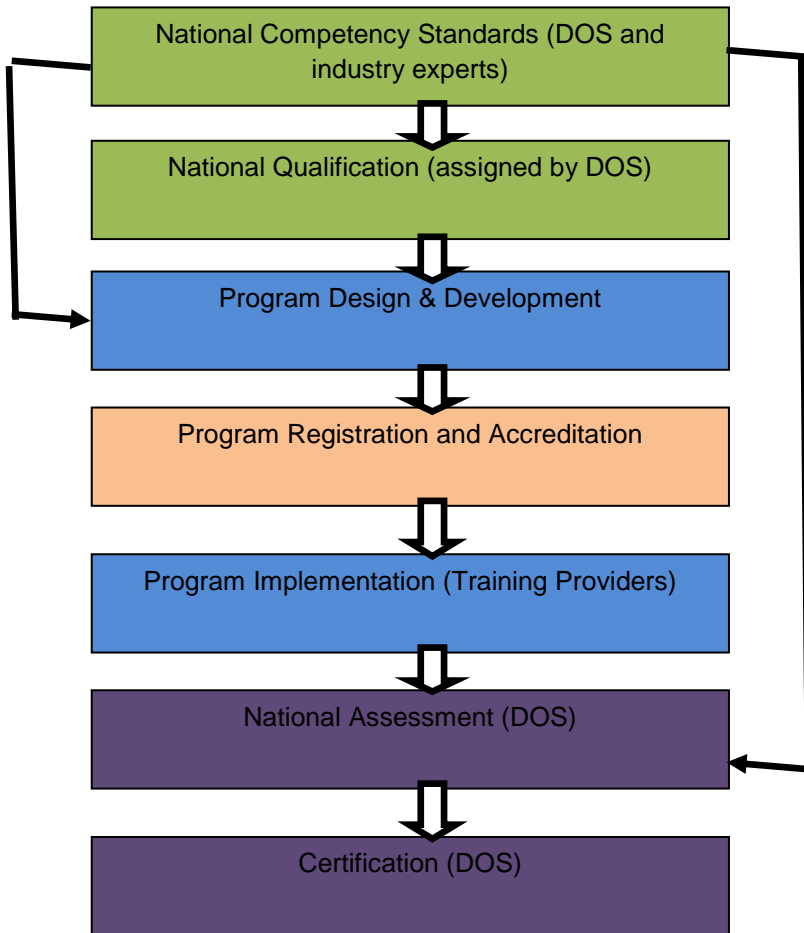 National Competency Standards (DOS and
industry experts)
National Qualification (assigned by DOS)
Program Design & Development
Program Registration and Accreditation
Program Implementation (Training Providers)
National Assessment (DOS)
Certification (DOS)